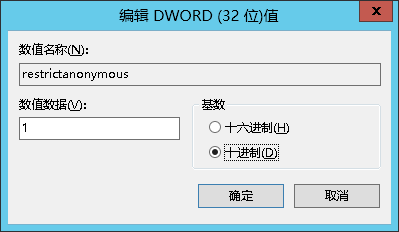 编辑 DWORD (32 位)值
x
数值名称(N):
restrictanonymous
数值数据(V):
1
基数
十六进制(H)
十进制(D)
确定
取消